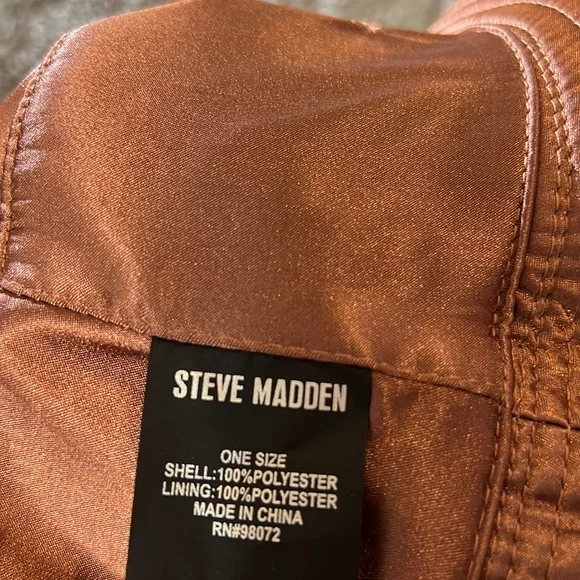 STEVE MADDEN
ONE SIZE
SHELL:100%POLYESTER
LINING:100%POLYESTER
MADE IN CHINA
RN#98072